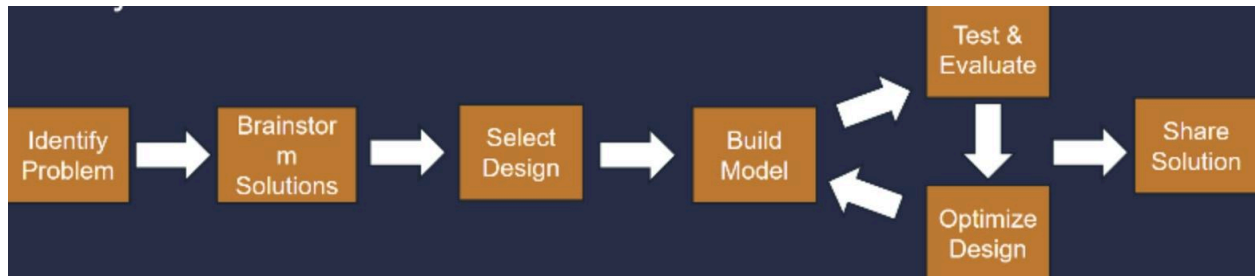 Identify
Problem
Brainstor
m
Solutions
Select
Design
Build
Model
Test &
Evaluate
Optimize
Design
Share
Solution